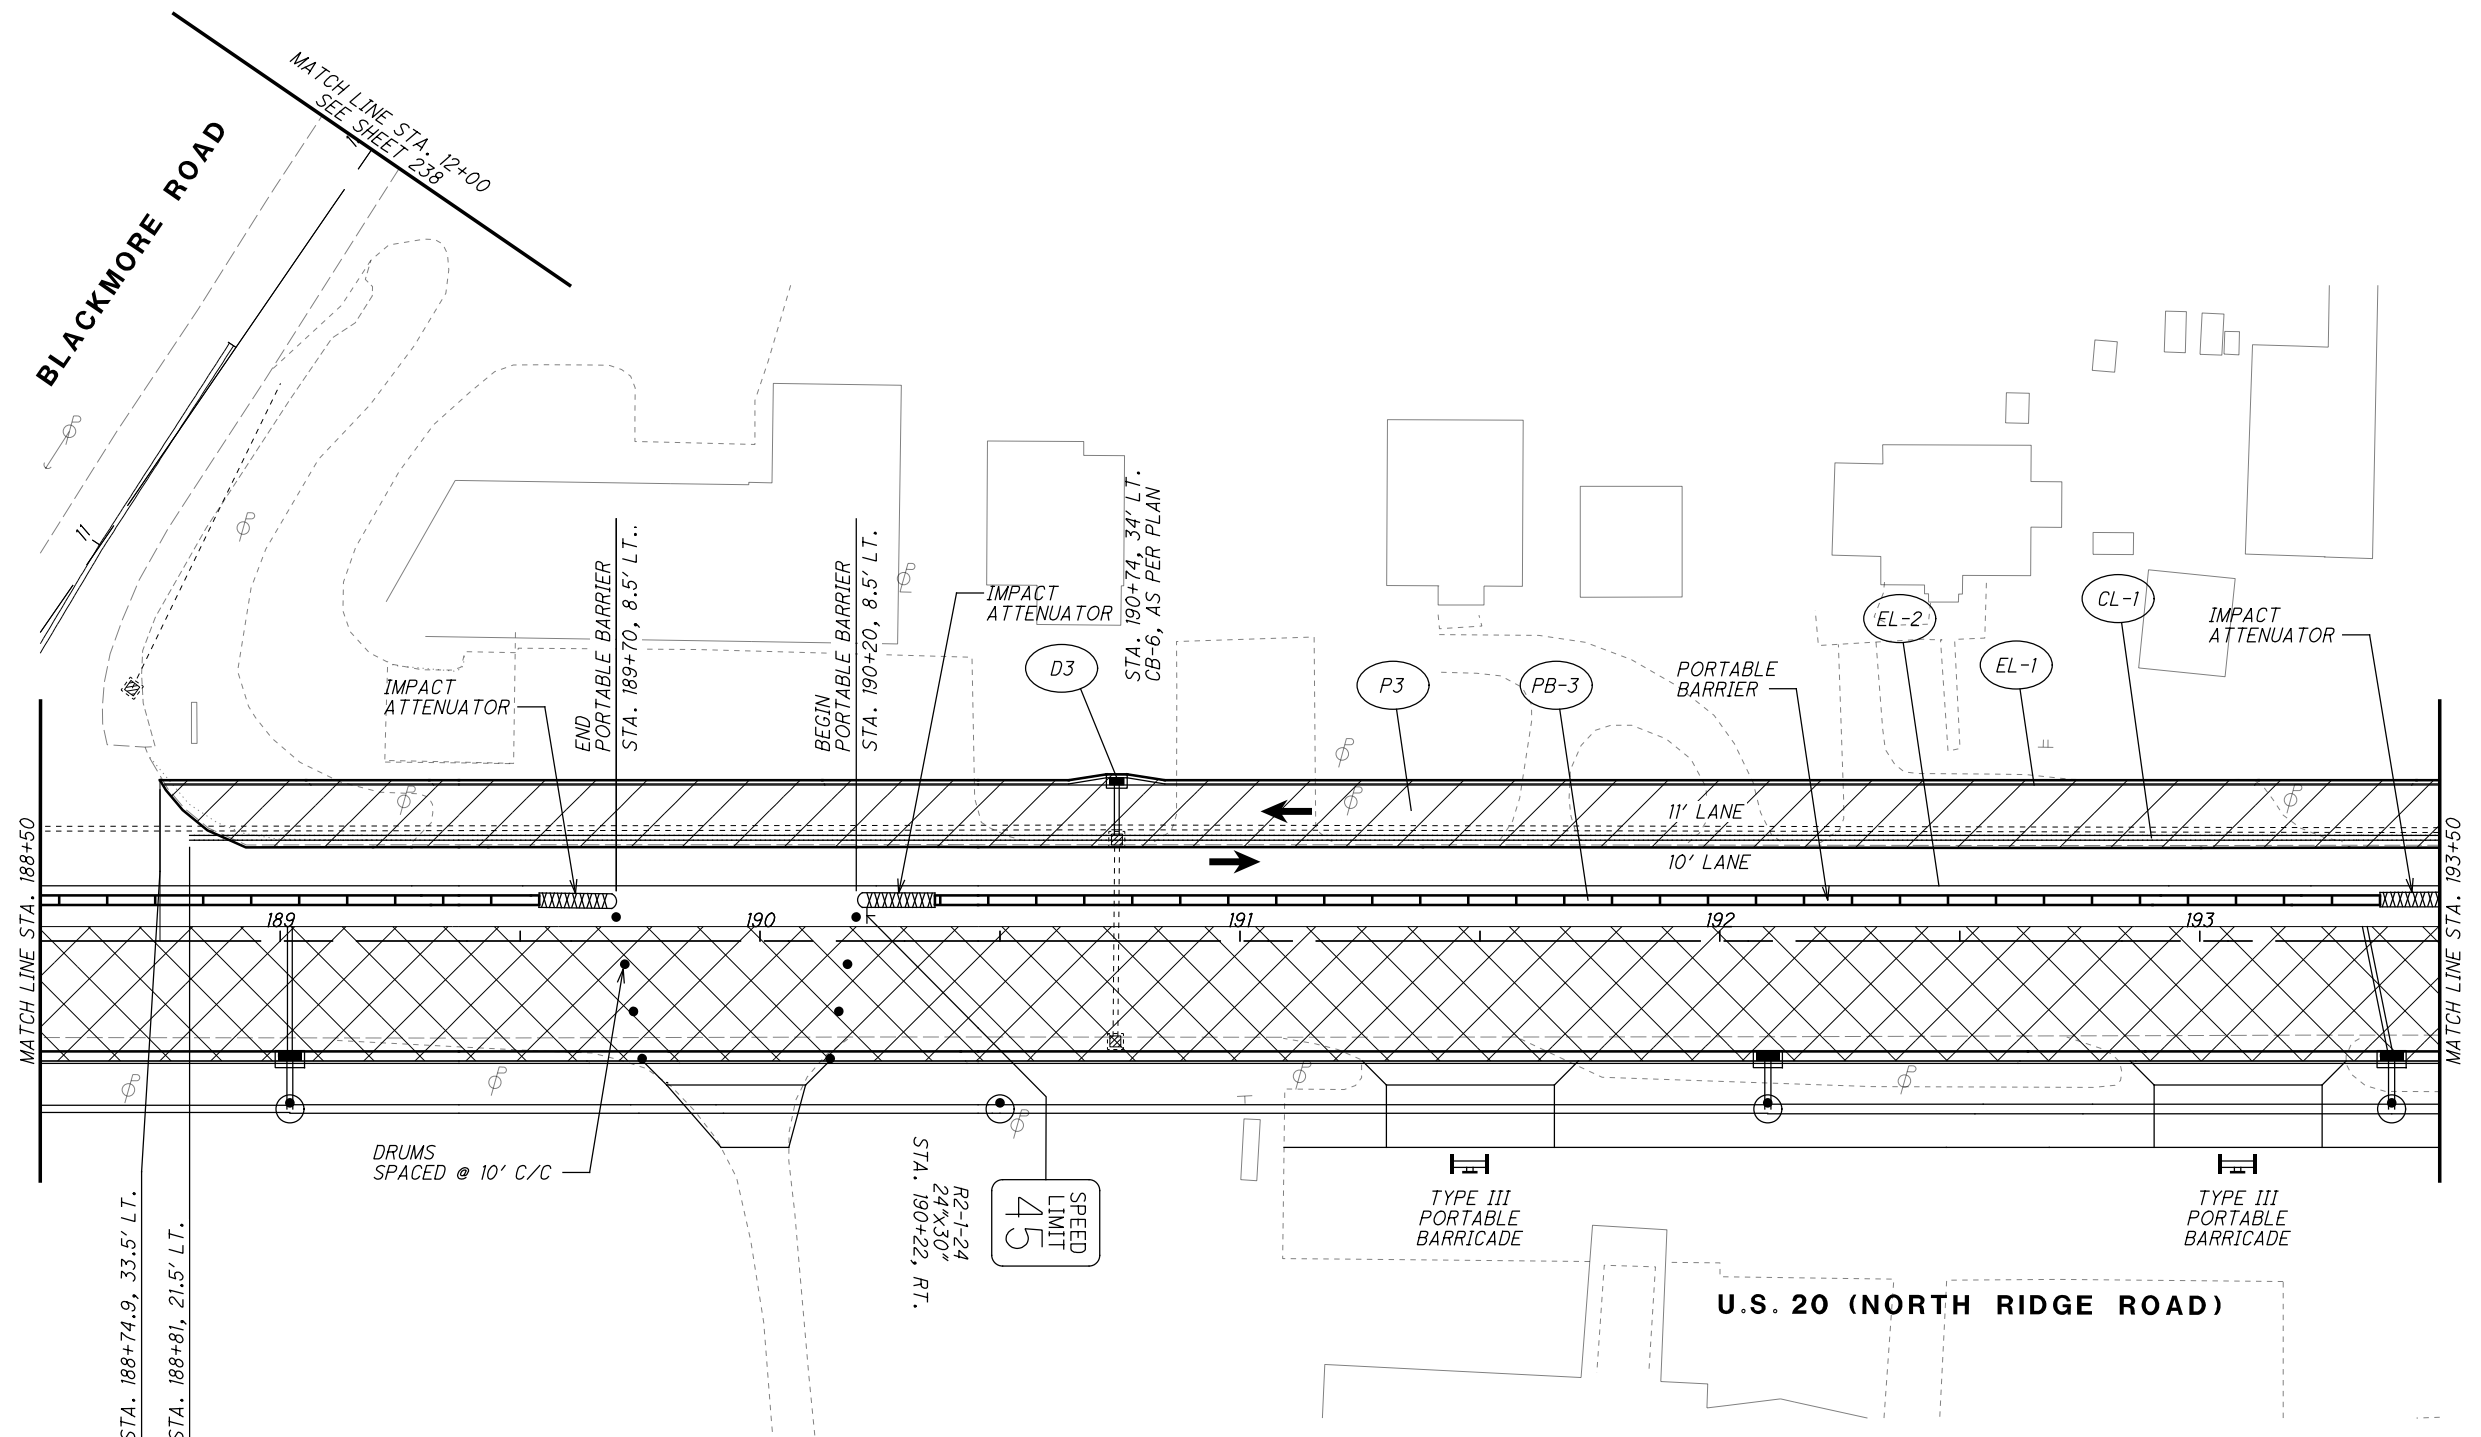 MATCH LINE STA. 12+00
SEE SHEET 238
BLACKMORE ROAD
11
END
PORTABLE BARRIER
STA. 189+70, 8.5' LT.
BEGIN
PORTABLE BARRIER
STA. 190+20, 8.5' LT.
IMPACT
ATTENUATOR
IMPACT
ATTENUATOR
STA. 190+74, 34' LT.
CB-6, AS PER PLAN
D3
P3
PB-3
PORTABLE
BARRIER
EL-2
EL-1
CL-1
IMPACT
ATTENUATOR
11' LANE
10' LANE
MATCH LINE STA. 188+50
MATCH LINE STA. 193+50
189
190
191
192
193
DRUMS
SPACED @ 10' C/C
STA. 188+74.9, 33.5' LT.
STA. 188+81, 21.5' LT.
R2-1-24
24"x30"
STA. 190+22, RT.
SPEED
LIMIT
45
TYPE III
PORTABLE
BARRICADE
TYPE III
PORTABLE
BARRICADE
U.S. 20 (NORTH RIDGE ROAD)